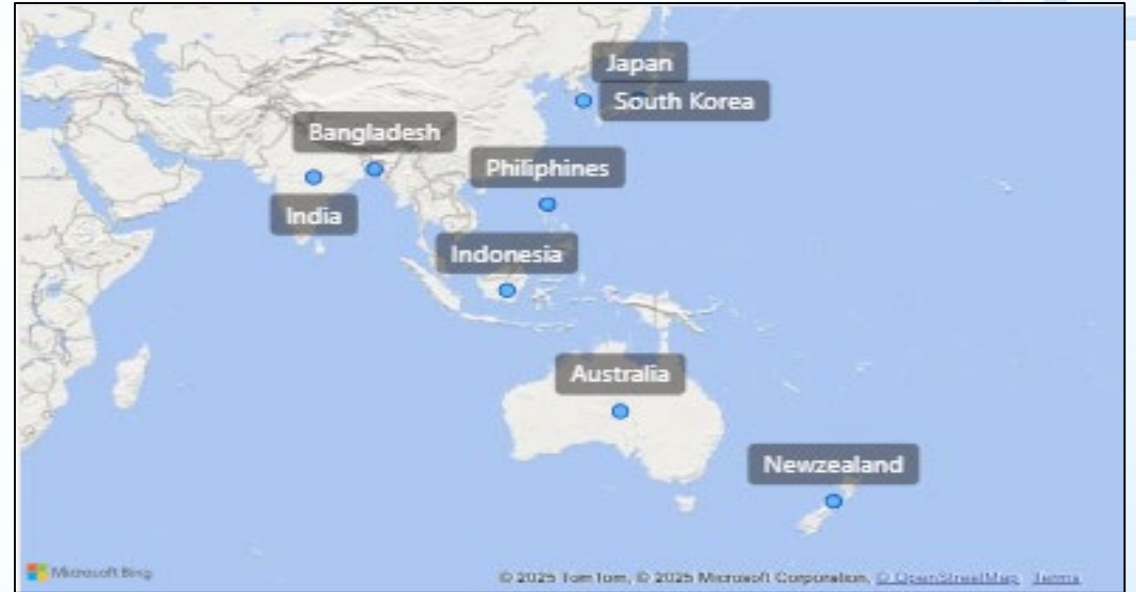 Japan
South Korea
Bangladesh
Philiphines
India
Indonesia
Australia
Newzealand
Microsoft Bing
© 2025 TomTom, © 2025 Microsoft Corporation, © OpenStreetMap Terms